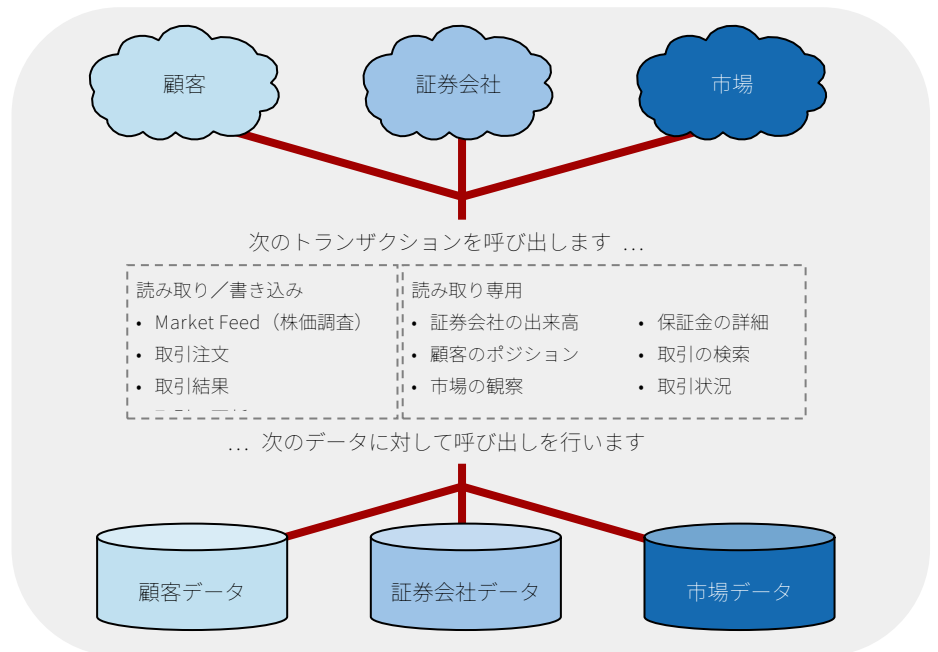 顧客
証券会社
市場
次のトランザクションを呼び出します …
読み取り／書き込み
• Market Feed（株価調査）
• 取引注文
• 取引結果
読み取り専用
• 証券会社の出来高
• 顧客のポジション
• 市場の観察
• 保証金の詳細
• 取引の検索
• 取引状況
… 次のデータに対して呼び出しを行います
顧客データ
証券会社データ
市場データ